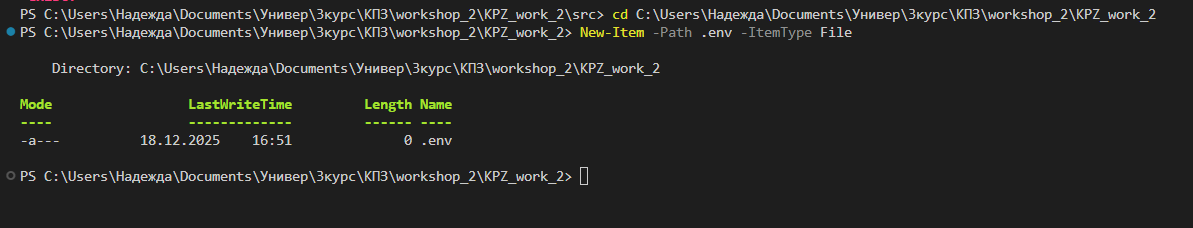 PS C:\Users\Надежда\Documents\Универ\3курс\КПЗ\workshop_2\KPZ_work_2\src> cd C:\Users\Надежда\Documents\Универ\3курс\КПЗ\workshop_2\KPZ_work_2
PS C:\Users\Надежда\Documents\Универ\3курс\КПЗ\workshop_2\KPZ_work_2> New-Item -Path .env -ItemType File
Directory: C:\Users\Надежда\Documents\Универ\3курс\КПЗ\workshop_2\KPZ_work_2
Mode LastWriteTime Length Name
---- ------------- ------ ----
-a--- 18.12.2025 16:51 0 .env
PS C:\Users\Надежда\Documents\Универ\3курс\КПЗ\workshop_2\KPZ_work_2>